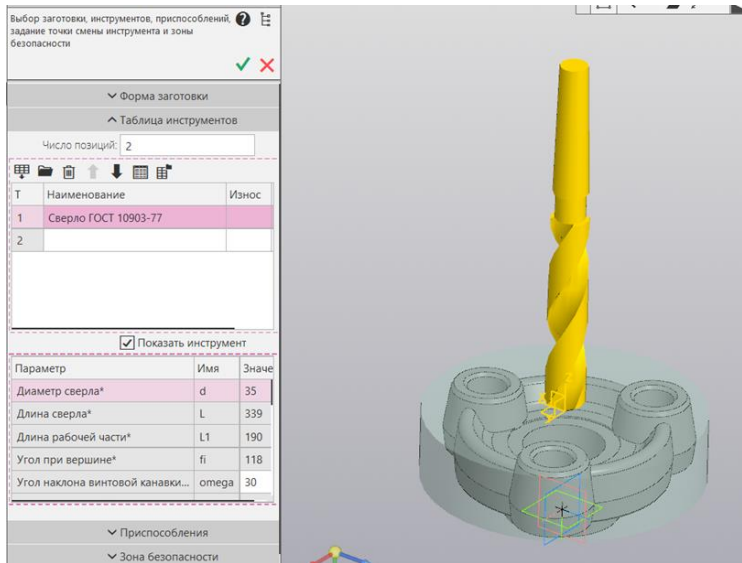 Выбор заготовки, инструментов, приспособлений,
задание точки смены инструмента и зоны
безопасности
Форма заготовки
Таблица инструментов
Число позиций: 2
Т Наименование Износ
1 Сверло ГОСТ 10903-77
2
Показать инструмент
Параметр Имя Значе
Диаметр сверла* d 35
Длина сверла* L 339
Длина рабочей части* L1 190
Угол при вершине* fi 118
Угол наклона винтовой канавки... omega 30
Приспособления
Зона безопасности
Z